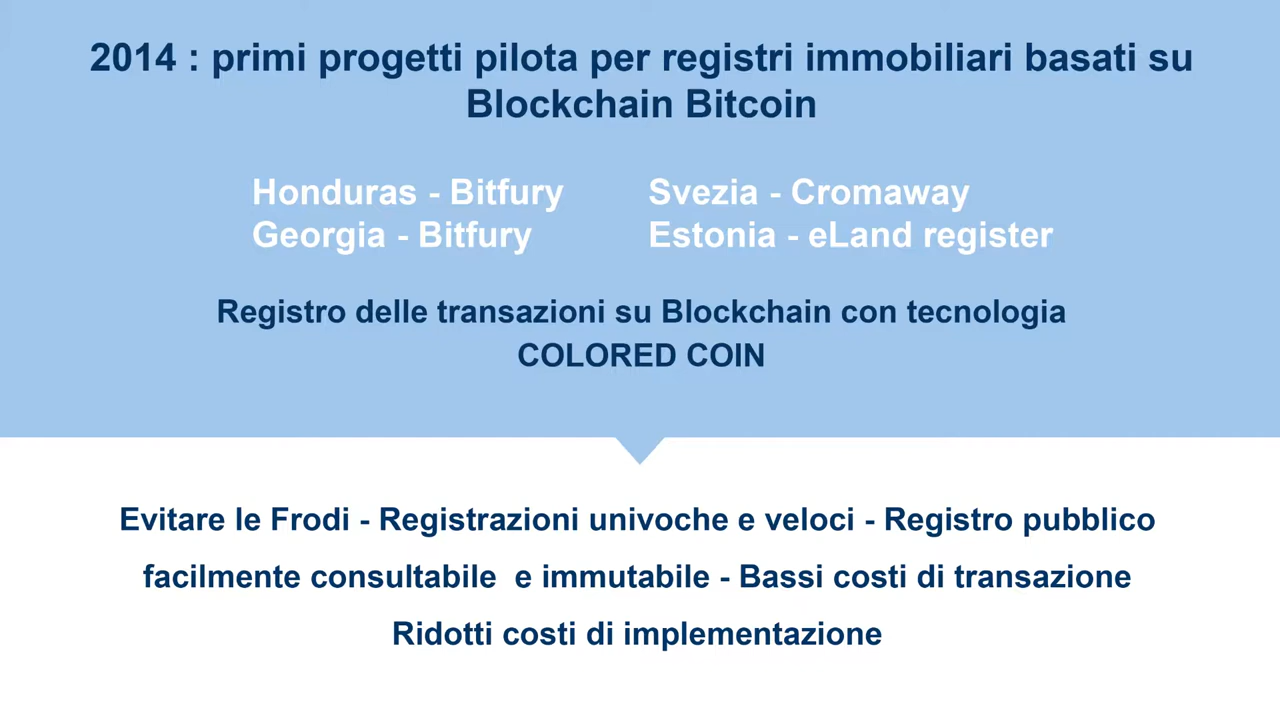 2014 : primi progetti pilota per registri immobiliari basati su
Blockchain Bitcoin
Honduras - Bitfury
Georgia - Bitfury
Svezia - Cromaway
Estonia - eLand register
Registro delle transazioni su Blockchain con tecnologia
COLORED COIN
Evitare le Frodi - Registrazioni univoche e veloci - Registro pubblico
facilmente consultabile e immutabile - Bassi costi di transazione
Ridotti costi di implementazione